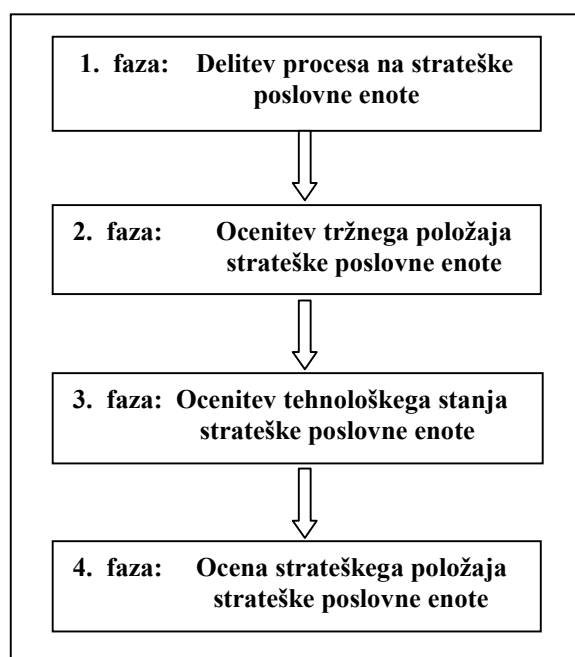 1. faza: Delitev procesa na strateške
poslovne enote
2. faza: Ocenitev tržnega položaja
strateške poslovne enote
3. faza: Ocenitev tehnološkega stanja
strateške poslovne enote
4. faza: Ocena strateškega položaja
strateške poslovne enote